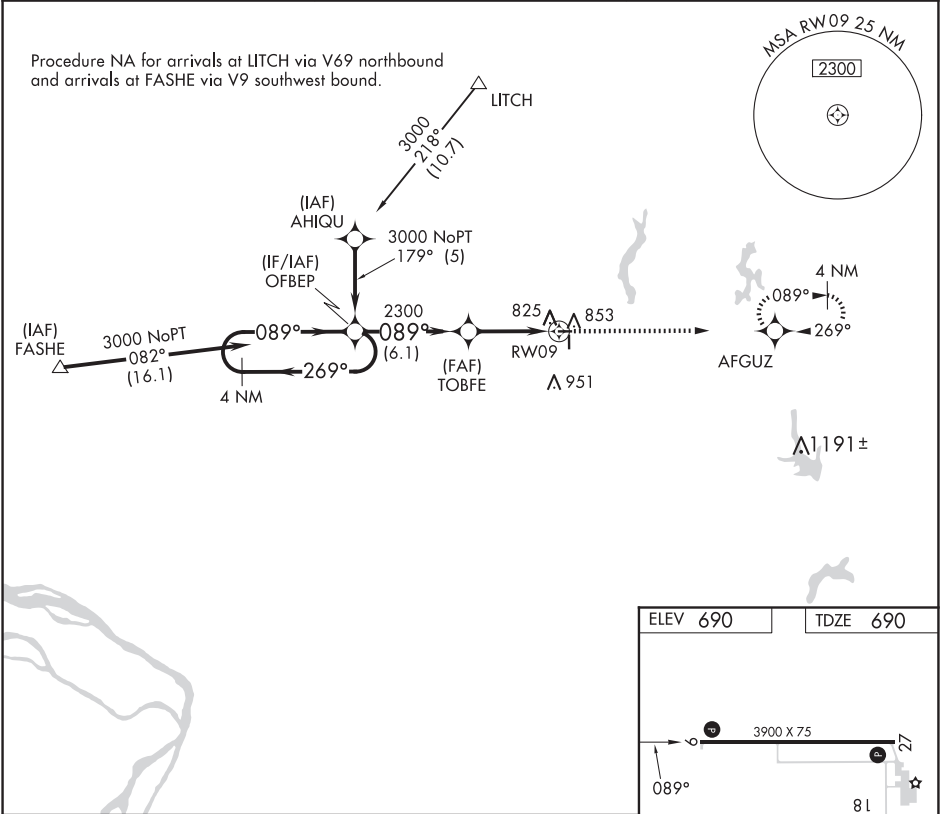 Procedure NA for arrivals at LITCH via V69 northbound
and arrivals at FASHE via V9 southwest bound.
MSA RW 09 25 NM
2300
LITCH
3000
218°
(10.7)
(IAF)
AHIQU
3000 NoPT
179° (5)
(IF/IAF)
OFBEP
(IAF)
FASHE
3000 NoPT
082°
(16.1)
089°
269°
4 NM
2300
089°
(6.1)
(FAF)
TOBFE
825
853
RW09
951
4 NM
089°
269°
AFGUZ
1191±
ELEV 690
TDZE 690
9
P
3900 X 75
27
P
089°
18